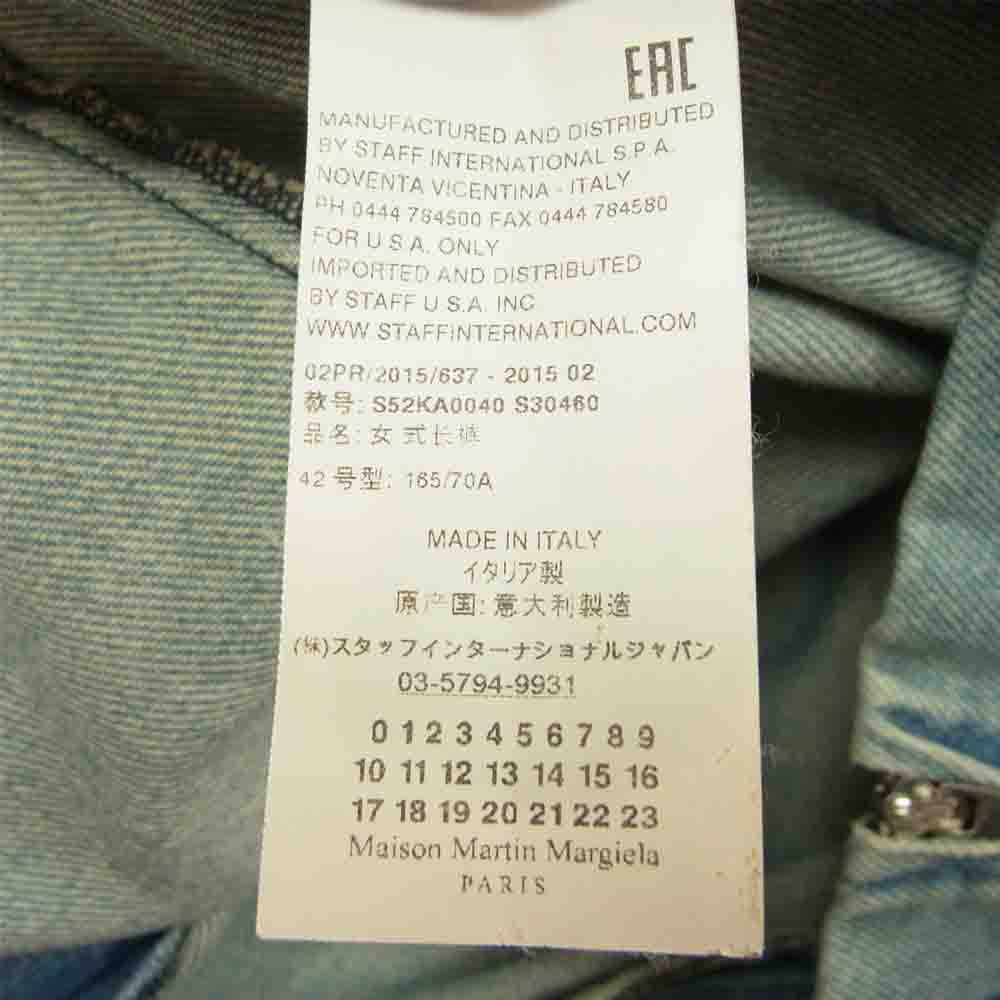 EAC
MANUFACTURED AND DISTRIBUTED
BY STAFF INTERNATIONAL S.P.A.
NOVENTA VICENTINA - ITALY
PH 0444 784500 FAX 0444 784580
FOR U S A. ONLY
IMPORTED AND DISTRIBUTED
BY STAFF U S.A. INC
WWW STAFFINTERNATIONAL.COM
02PR/2015/637 - 2015 02
款号: S52KA0040 S30460
品名: 女式长裤
42 号型: 165/70A
MADE IN ITALY
イタリア製
原产国: 意大利製造
(株)スタッフインターナショナルジャパン
03-5794-9931
0 1 2 3 4 5 6 7 8 9
10 11 12 13 14 15 16
17 18 19 20 21 22 23
Maison Martin Margiela
PARIS